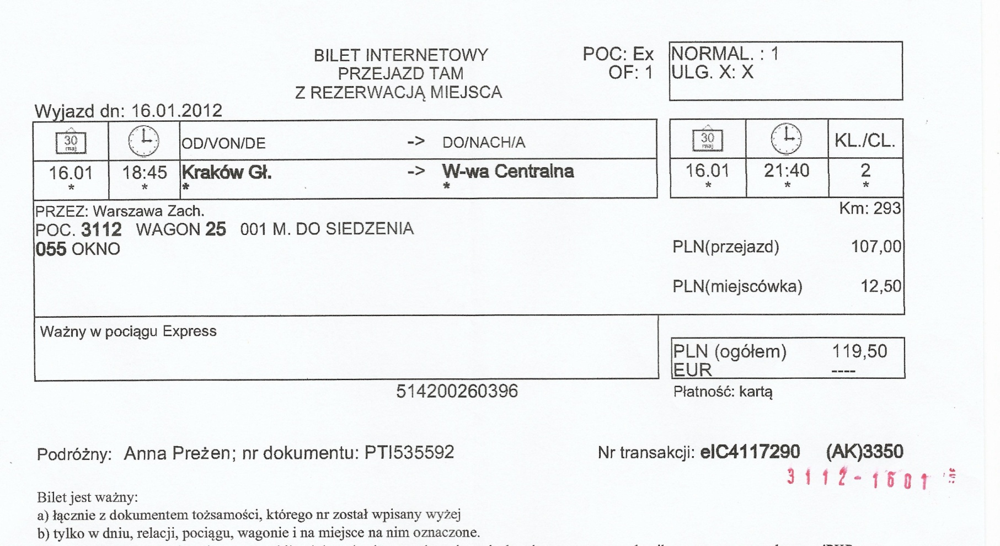 BILET INTERNETOWY
PRZEJAZD TAM
Z REZERWACJĄ MIEJSCA
POC: Ex
OF: 1
NORMAL. : 1
ULG. X: X
Wyjazd dn: 16.01.2012
30 maj OD/VON/DE -> DO/NACH/A 30 maj KL./CL.
16.01 18:45 Kraków Gł. -> W-wa Centralna 16.01 21:40 2
* * * * * * *
PRZEZ: Warszawa Zach. Km: 293
POC. 3112 WAGON 25 001 M. DO SIEDZENIA
055 OKNO
PLN(przejazd) 107,00
PLN(miejscówka) 12,50
Ważny w pociągu Express
PLN (ogółem) 119,50
EUR ----
514200260396
Płatność: kartą
Podróżny: Anna Preżen; nr dokumentu: PTI535592
Nr transakcji: eIC4117290 (AK)3350
3112-1601
Bilet jest ważny:
a) łącznie z dokumentem tożsamości, którego nr został wpisany wyżej
b) tylko w dniu, relacji, pociągu, wagonie i na miejsce na nim oznaczone.